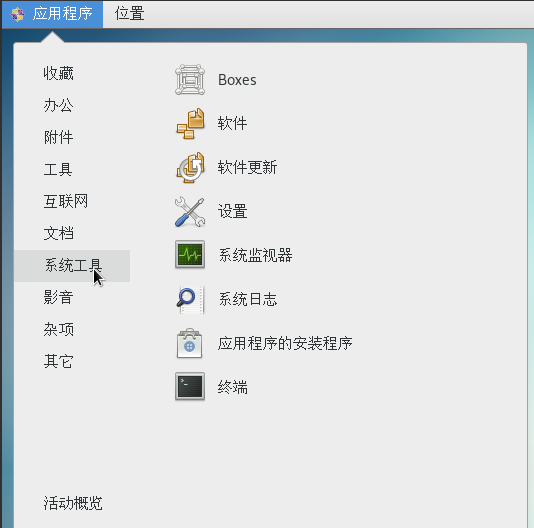 应用程序 位置
收藏
办公
附件
工具
互联网
文档
系统工具
影音
杂项
其它
活动概览
Boxes
软件
软件更新
设置
系统监视器
系统日志
应用程序的安装程序
终端